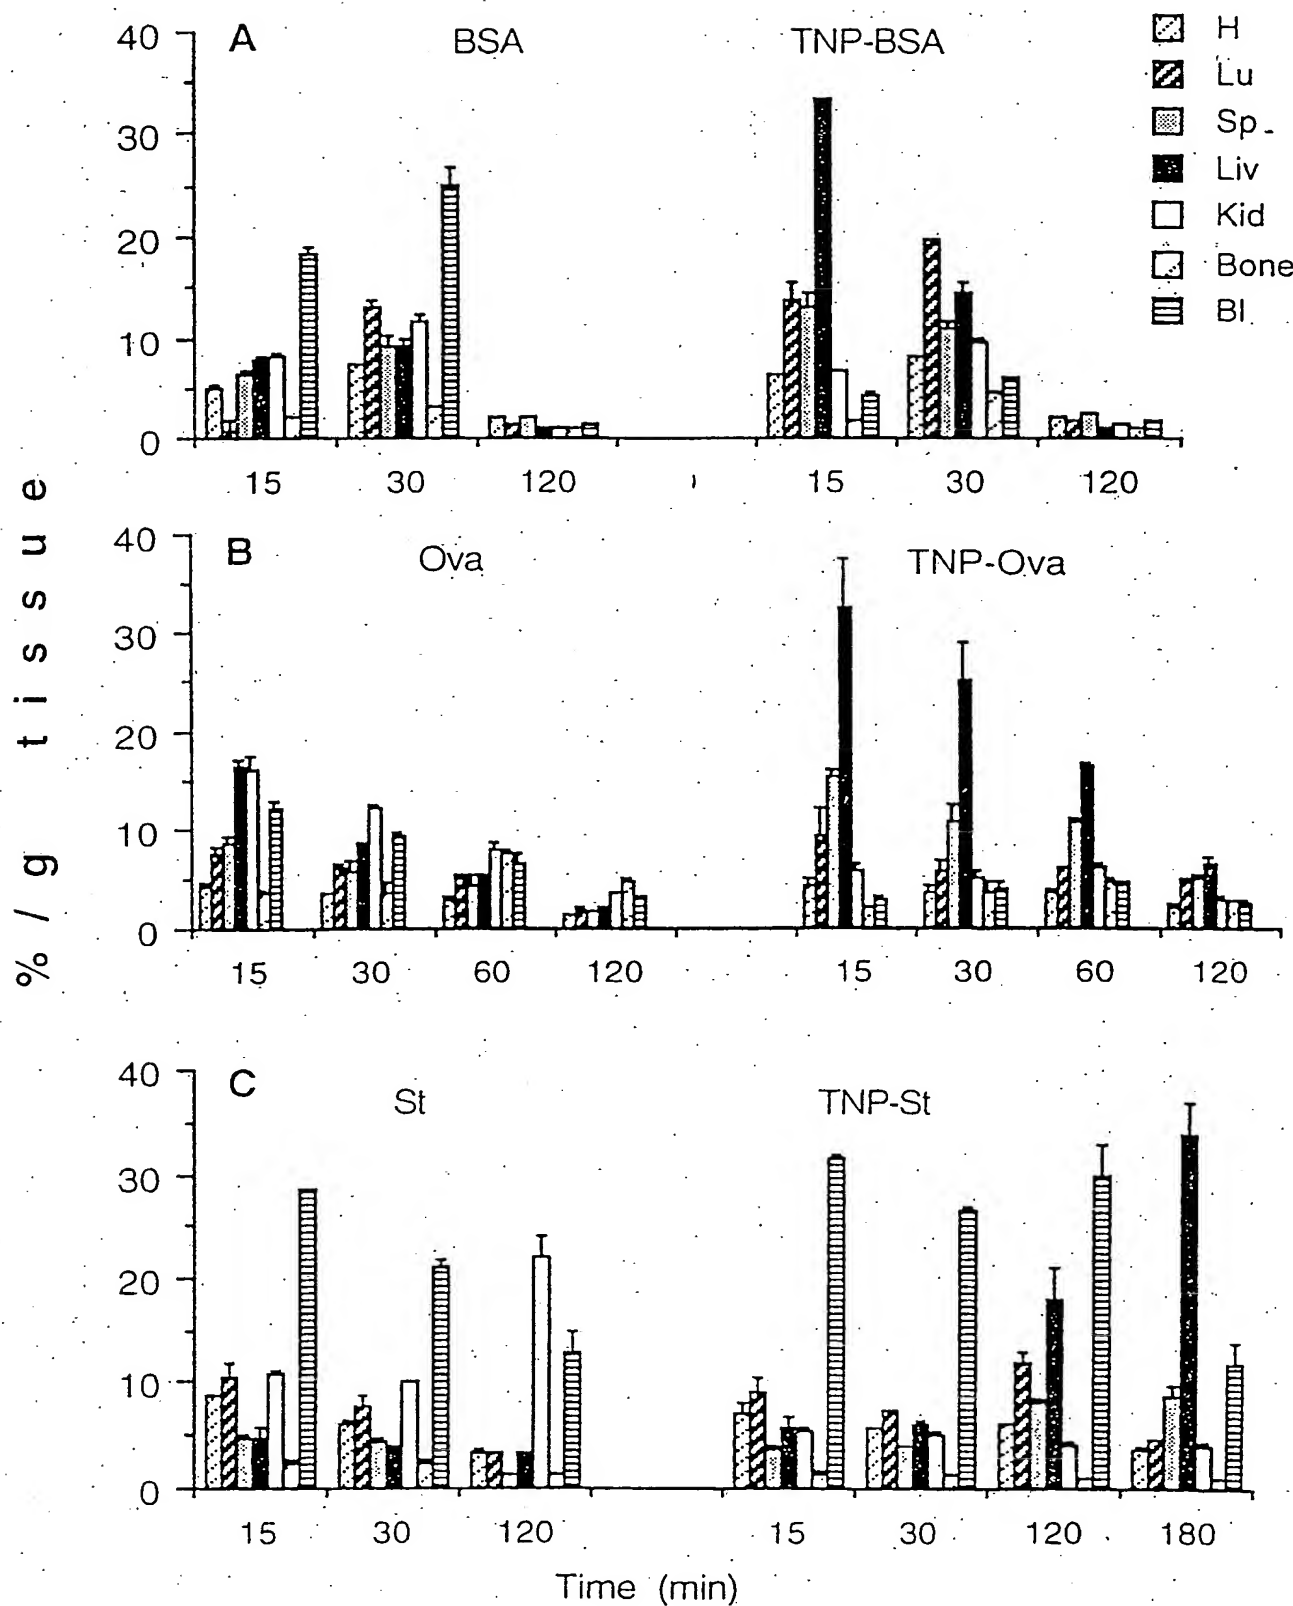 A BSA TNP-BSA
H
Lu
Sp
Liv
Kid
Bone
Bl
40
30
20
10
0
15 30 120 15 30 120
B Ova TNP-Ova
40
30
20
10
0
15 30 60 120 15 30 60 120
C St TNP-St
40
30
20
10
0
15 30 120 15 30 120 180
Time (min)
% / g tissue